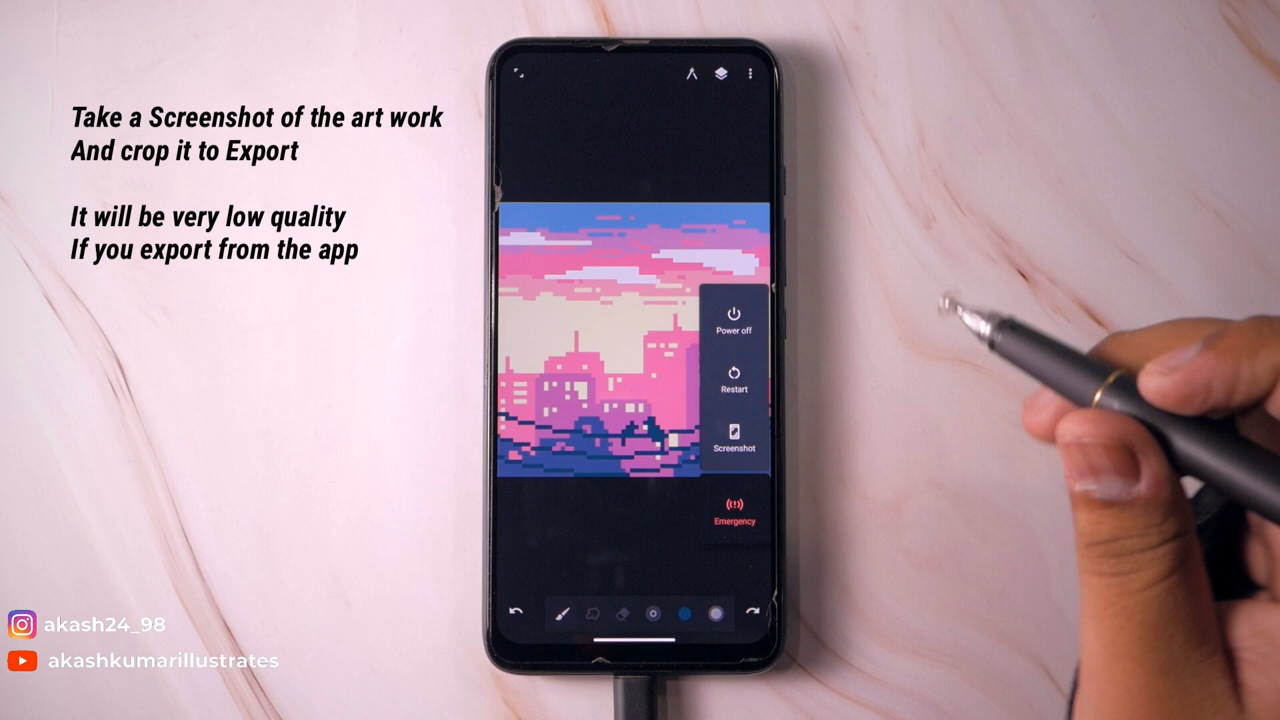 Take a Screenshot of the art work
And crop it to Export
It will be very low quality
If you export from the app
Power off
Restart
Screenshot
Emergency
akash24_98
akashkumarillustrates